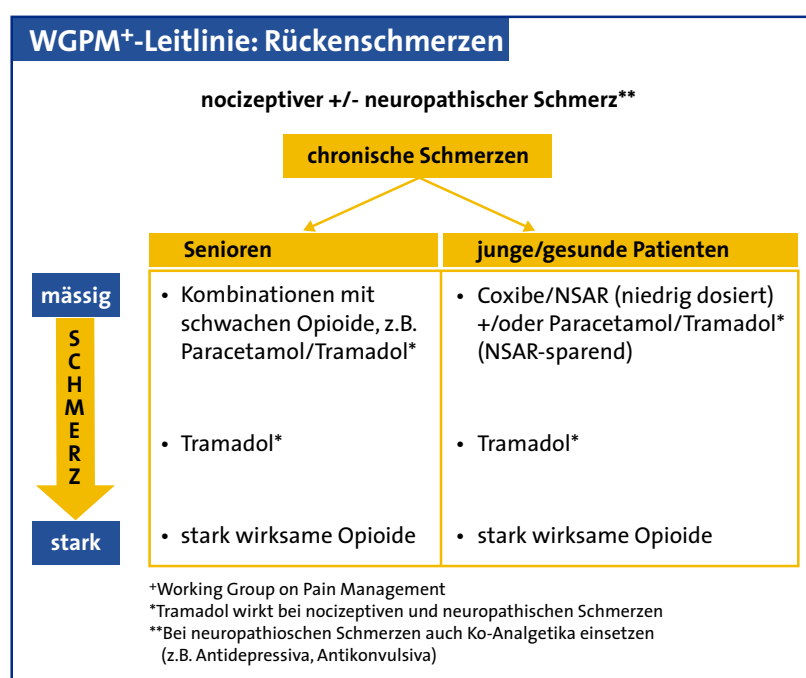 WGPM⁺-Leitlinie: Rückenschmerzen
nozizeptiver +/- neuropathischer Schmerz**
chronische Schmerzen
Senioren
junge/gesunde Patienten
mässig
SCHMERZ
stark
• Kombinationen mit
schwachen Opioide, z.B.
Paracetamol/Tramadol*
• Tramadol*
• stark wirksame Opioide
• Coxibe/NSAR (niedrig dosiert)
+/oder Paracetamol/Tramadol*
(NSAR-sparend)
• Tramadol*
• stark wirksame Opioide
⁺Working Group on Pain Management
*Tramadol wirkt bei nocizeptiven und neuropathischen Schmerzen
**Bei neuropathioschen Schmerzen auch Ko-Analgetika einsetzen
(z.B. Antidepressiva, Antikonvulsiva)